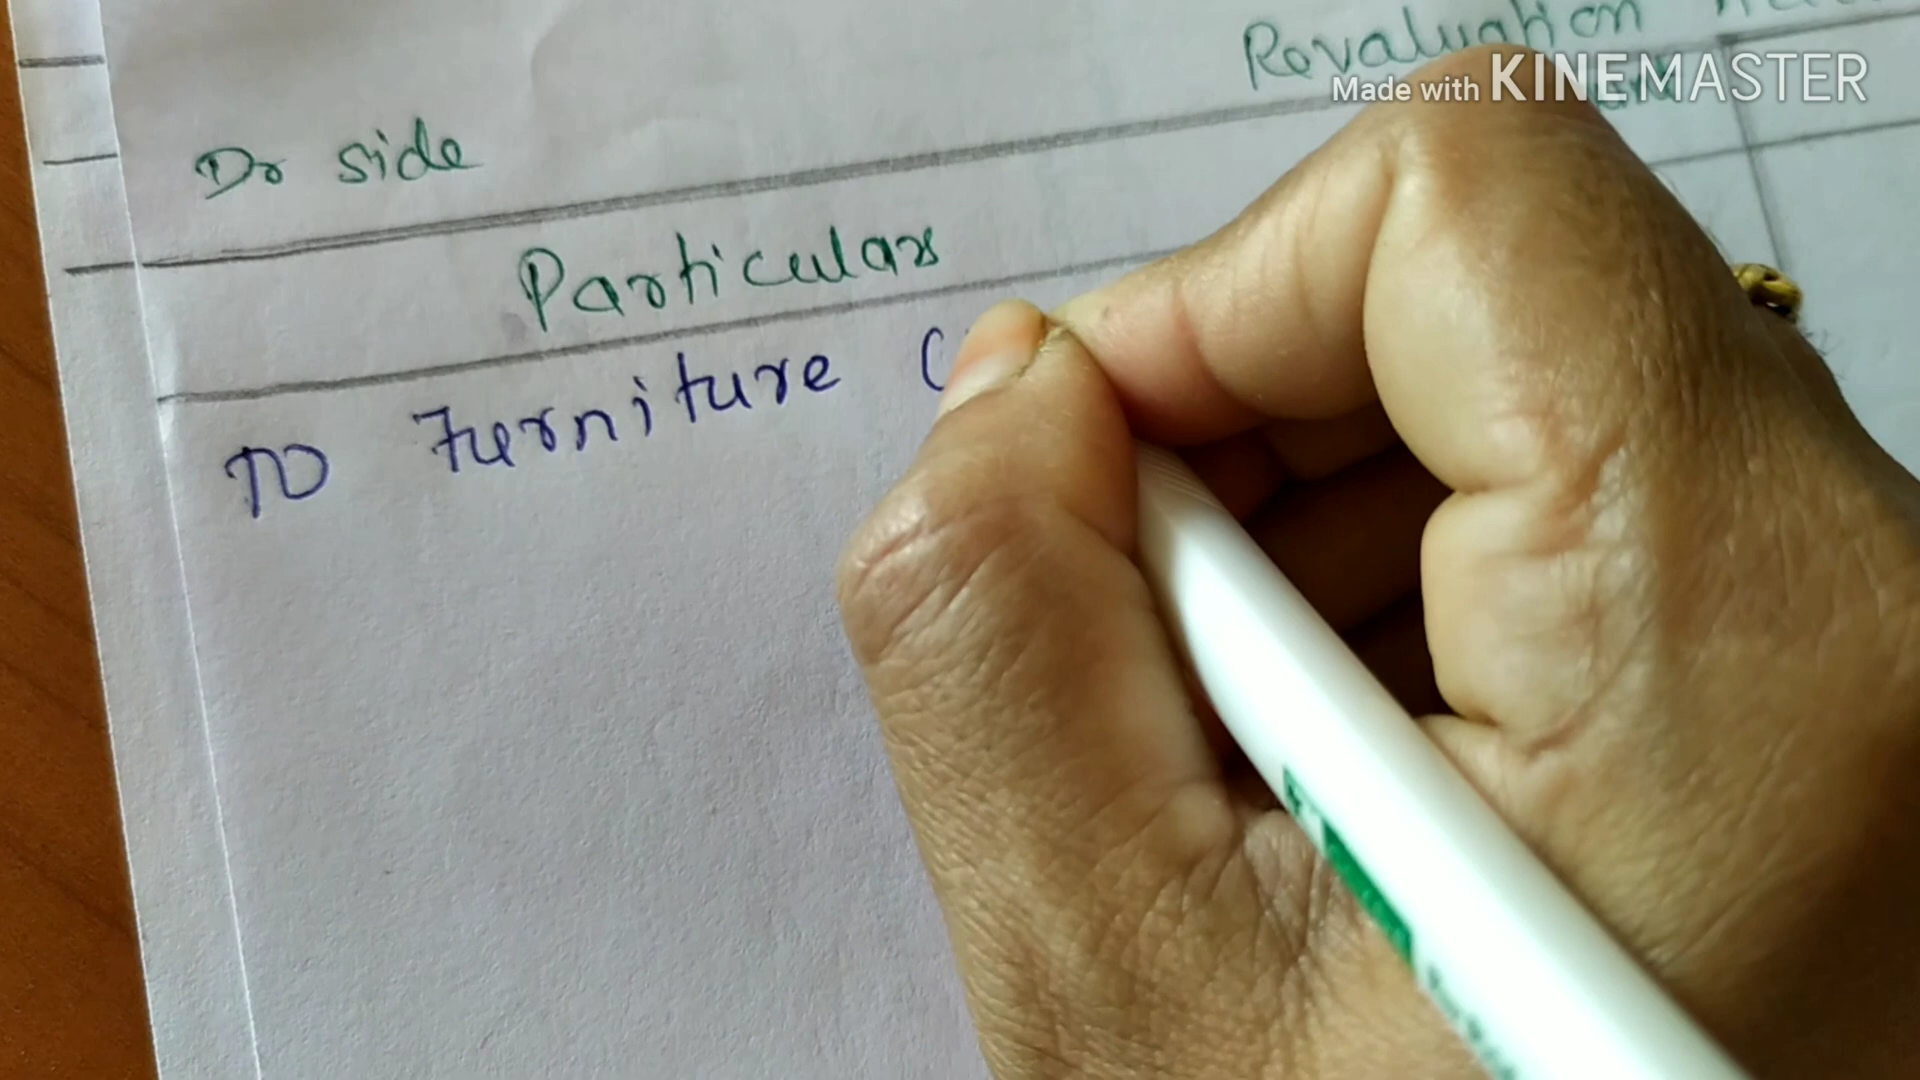 Revaluation
Made with KINEMASTER
Dr side
Particulars
TO Furniture (